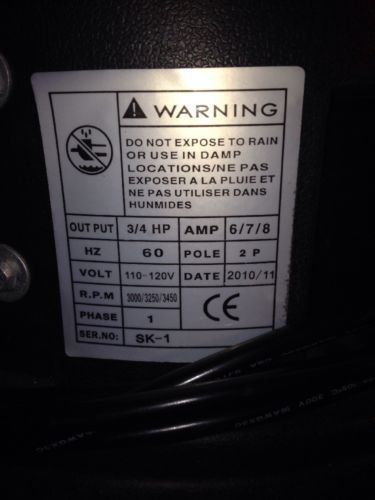 WARNING
DO NOT EXPOSE TO RAIN
OR USE IN DAMP
LOCATIONS/NE PAS
EXPOSER A LA PLUIE ET
NE PAS UTILISER DANS
HUNMIDES
OUT PUT 3/4 HP AMP 6/7/8
HZ 60 POLE 2 P
VOLT 110-120V DATE 2010/11
R.P.M 3000/3250/3450
PHASE 1
SER.NO: SK-1
CE
105°C 300V